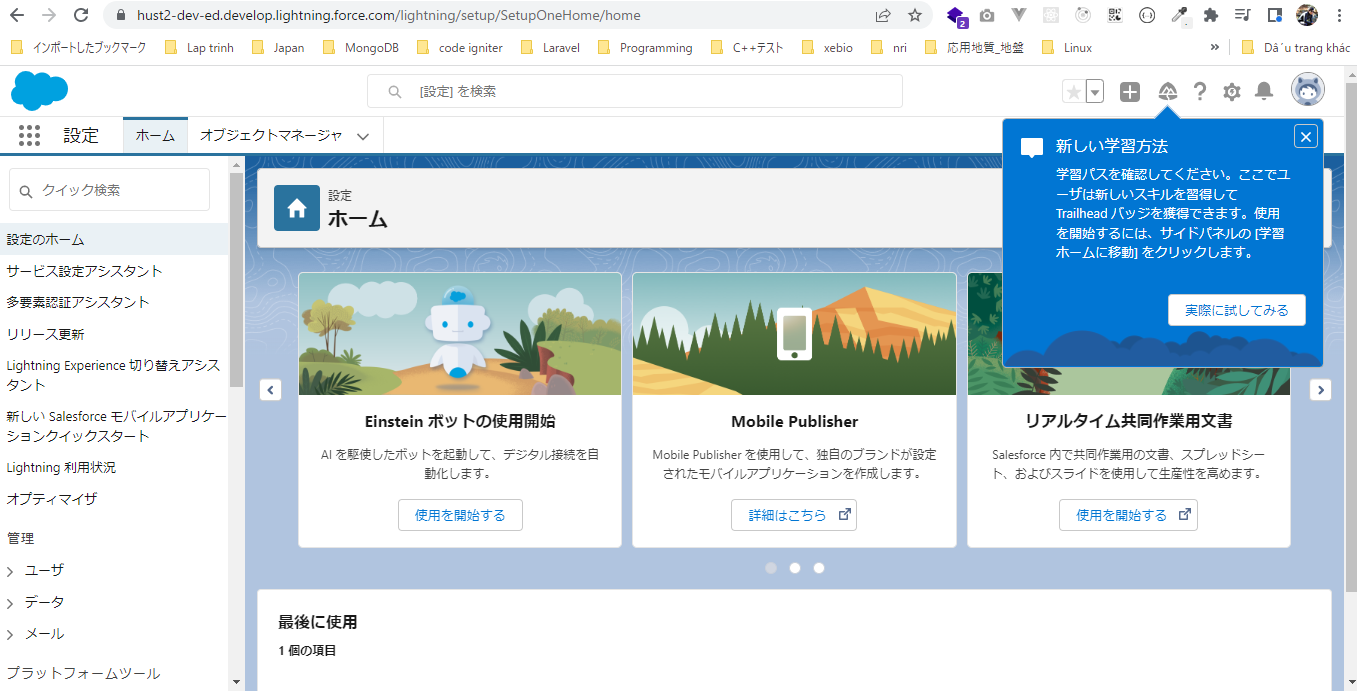 hust2-dev-ed.develop.lightning.force.com/lightning/setup/SetupOneHome/home
2
インポートしたブックマーク
Lap trinh
Japan
MongoDB
code igniter
Laravel
Programming
C++テスト
xebio
nri
応用地質_地盤
Linux
»
Dấu trang khác
[設定] を検索
設定
ホーム
オブジェクトマネージャ
新しい学習方法
学習パスを確認してください。ここでユ
ーザは新しいスキルを習得して
Trailhead バッジを獲得できます。使用
を開始するには、サイドパネルの [学習
ホームに移動] をクリックします。
実際に試してみる
クイック検索
設定のホーム
サービス設定アシスタント
多要素認証アシスタント
リリース更新
Lightning Experience 切り替えアシス
タント
新しい Salesforce モバイルアプリケー
ションクイックスタート
Lightning 利用状況
オプティマイザ
管理
ユーザ
データ
メール
プラットフォームツール
設定
ホーム
Einstein ボットの使用開始
AI を駆使したボットを起動して、デジタル接続を自
動化します。
使用を開始する
Mobile Publisher
Mobile Publisher を使用して、独自のブランドが設定
されたモバイルアプリケーションを作成します。
詳細はこちら
リアルタイム共同作業用文書
Salesforce 内で共同作業用の文書、スプレッドシー
ト、およびスライドを使用して生産性を高めます。
使用を開始する
最後に使用
1 個の項目